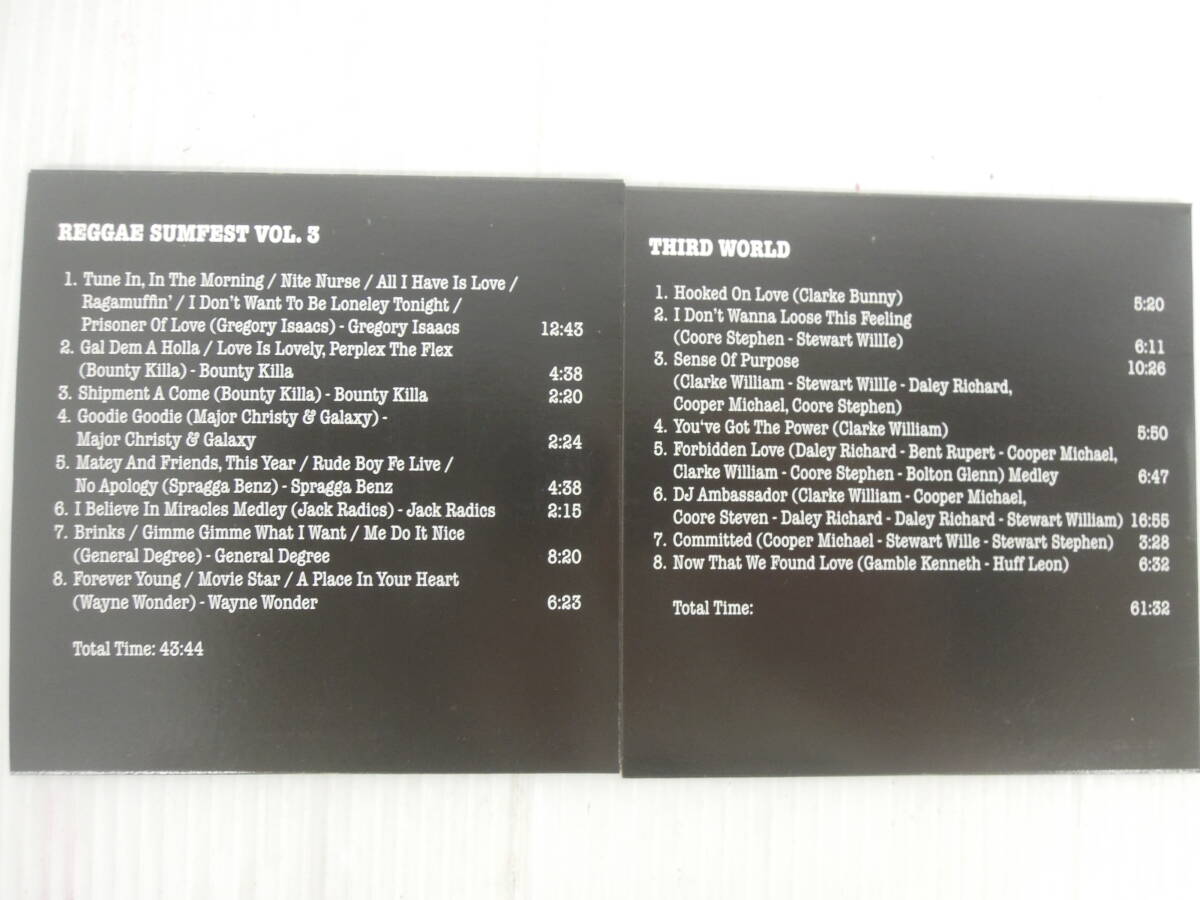 REGGAE SUMFEST VOL. 3
1. Tune In, In The Morning / Nite Nurse / All I Have Is Love /
Ragamuffin' / I Don't Want To Be Loneley Tonight /
Prisoner Of Love (Gregory Isaacs) - Gregory Isaacs 12:43
2. Gal Dem A Holla / Love Is Lovely, Perplex The Flex
(Bounty Killa) - Bounty Killa 4:38
3. Shipment A Come (Bounty Killa) - Bounty Killa 2:20
4. Goodie Goodie (Major Christy & Galaxy) -
Major Christy & Galaxy 2:24
5. Matey And Friends, This Year / Rude Boy Fe Live /
No Apology (Spragga Benz) - Spragga Benz 4:38
6. I Believe In Miracles Medley (Jack Radics) - Jack Radics 2:15
7. Brinks / Gimme Gimme What I Want / Me Do It Nice
(General Degree) - General Degree 8:20
8. Forever Young / Movie Star / A Place In Your Heart
(Wayne Wonder) - Wayne Wonder 6:23
Total Time: 43:44
THIRD WORLD
1. Hooked On Love (Clarke Bunny) 5:20
2. I Don't Wanna Loose This Feeling
(Coore Stephen - Stewart WillIe) 6:11
3. Sense Of Purpose 10:26
(Clarke William - Stewart WillIe - Daley Richard,
Cooper Michael, Coore Stephen)
4. You've Got The Power (Clarke William) 5:50
5. Forbidden Love (Daley Richard - Bent Rupert - Cooper Michael,
Clarke William - Coore Stephen - Bolton Glenn) Medley 6:47
6. DJ Ambassador (Clarke William - Cooper Michael,
Coore Steven - Daley Richard - Daley Richard - Stewart William) 16:55
7. Committed (Cooper Michael - Stewart Wille - Stewart Stephen) 3:28
8. Now That We Found Love (Gamble Kenneth - Huff Leon) 6:32
Total Time: 61:32